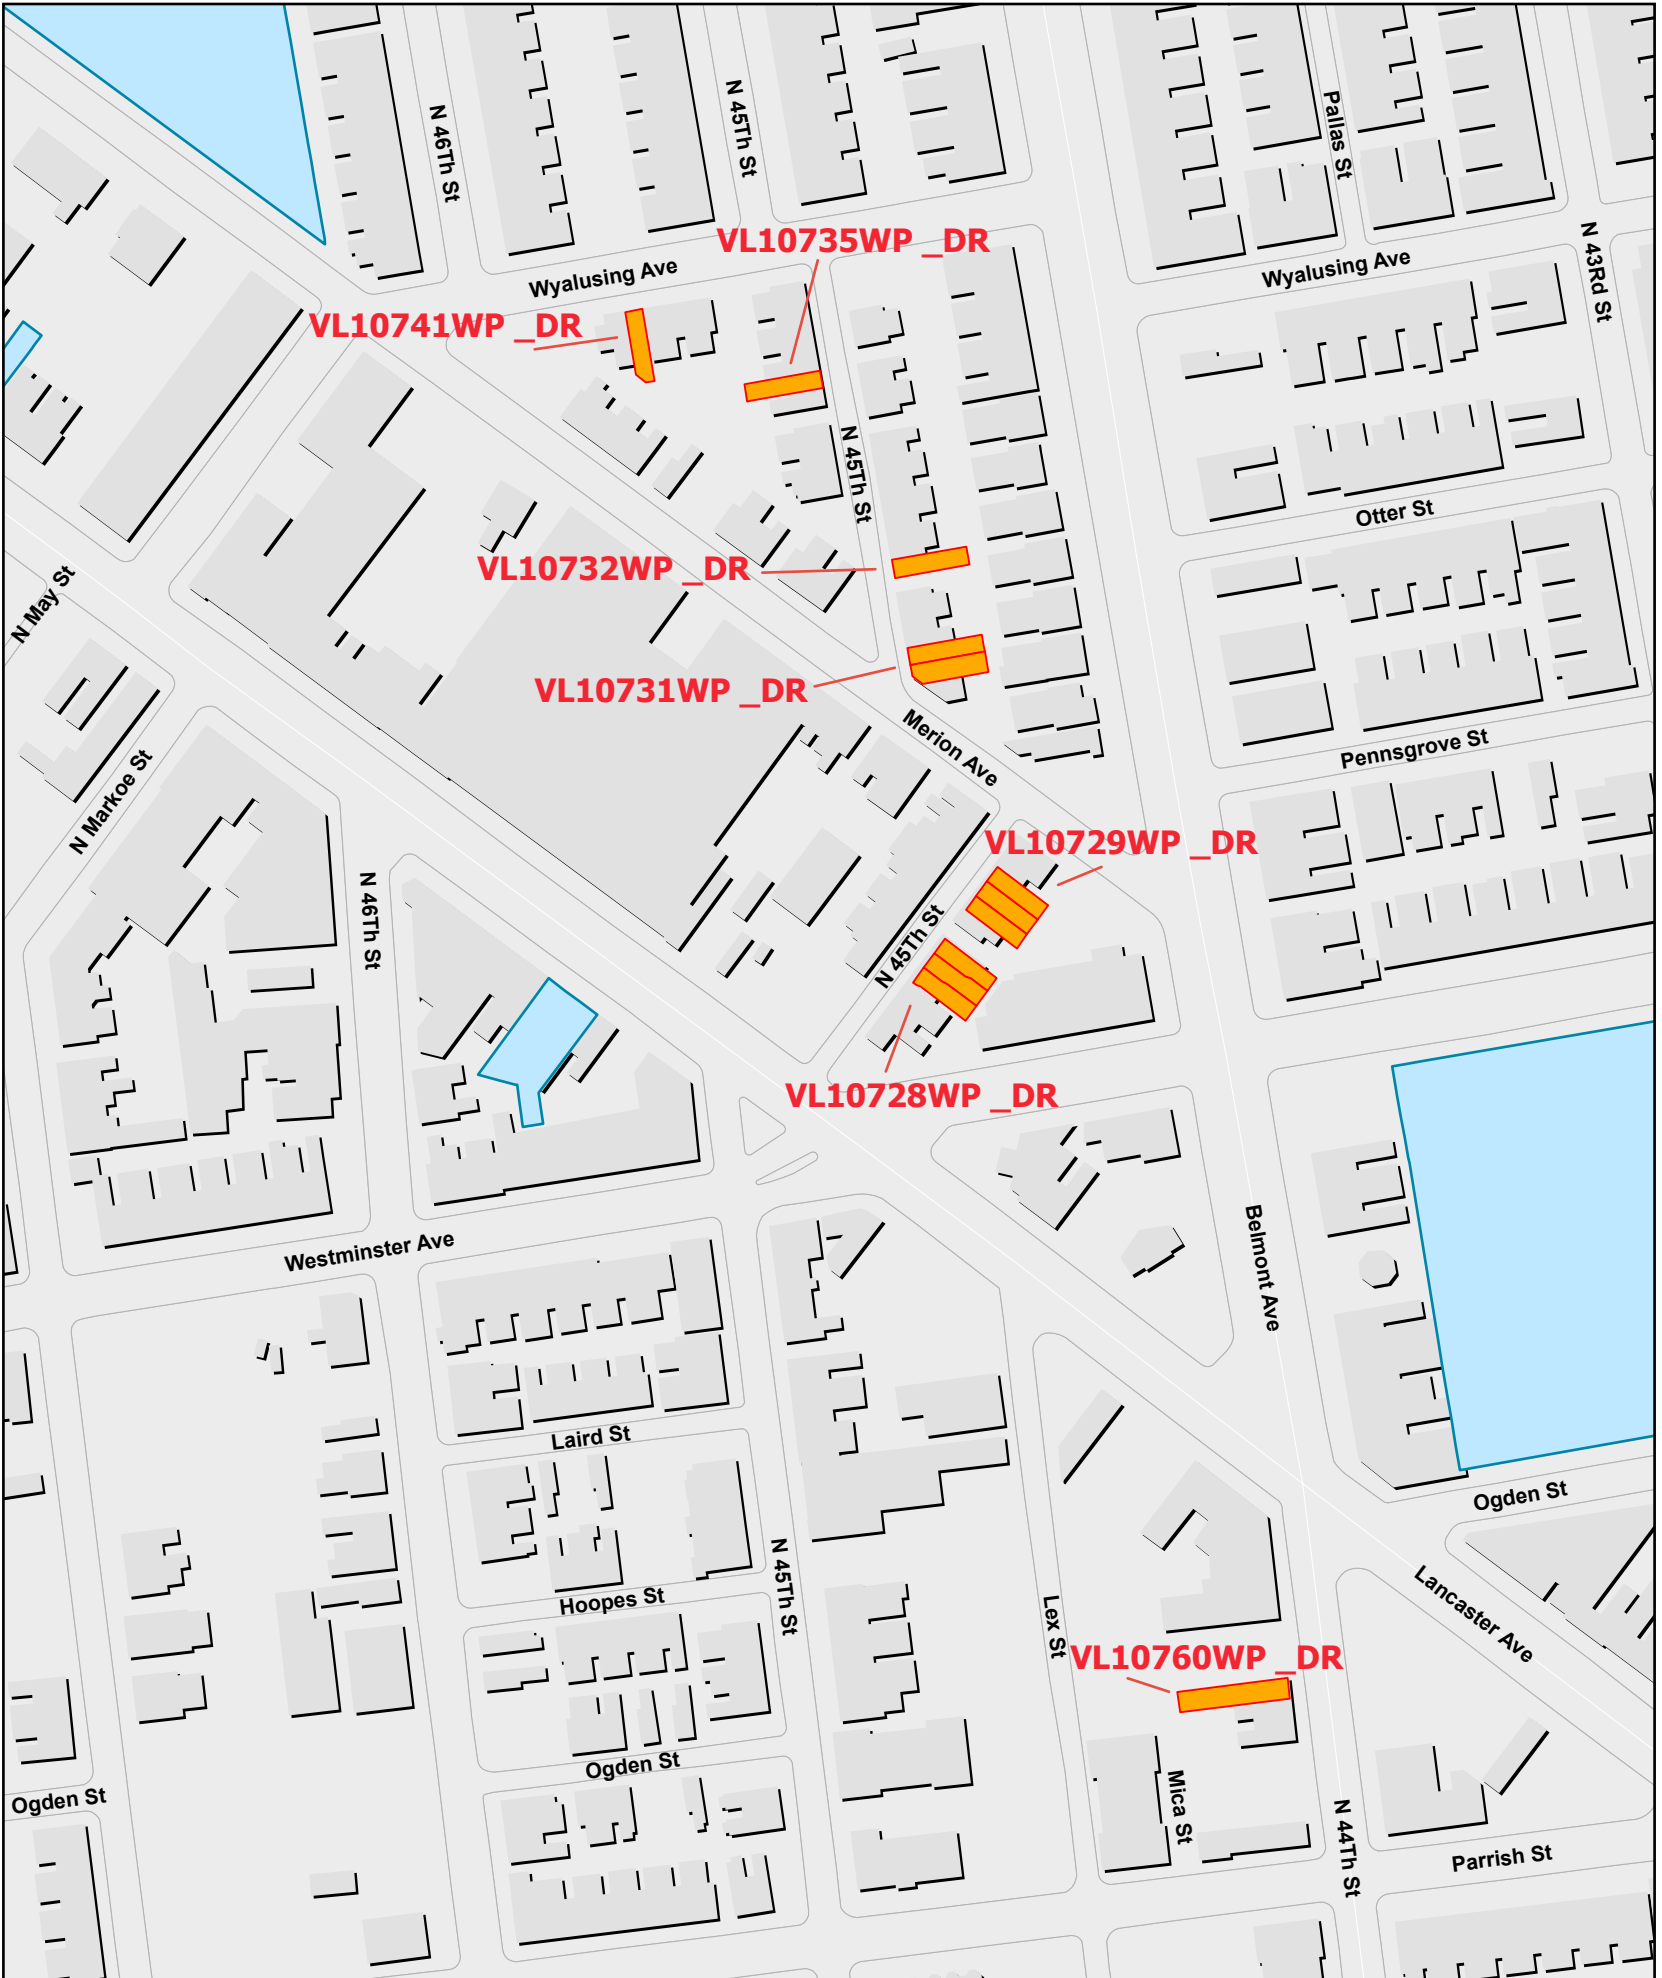 N 46Th St
N 45Th St
Pallas St
N 43Rd St
VL10735WP _DR
Wyalusing Ave
Wyalusing Ave
VL10741WP _DR
N 45Th St
Otter St
VL10732WP _DR
N May St
VL10731WP _DR
Merion Ave
Pennsgrove St
N Markoe St
VL10729WP _DR
N 46Th St
N 45Th St
VL10728WP _DR
Westminster Ave
Belmont Ave
Laird St
Ogden St
N 45Th St
Hoopes St
Lex St
Lancaster Ave
VL10760WP _DR
Ogden St
Ogden St
Mica St
N 44Th St
Parrish St